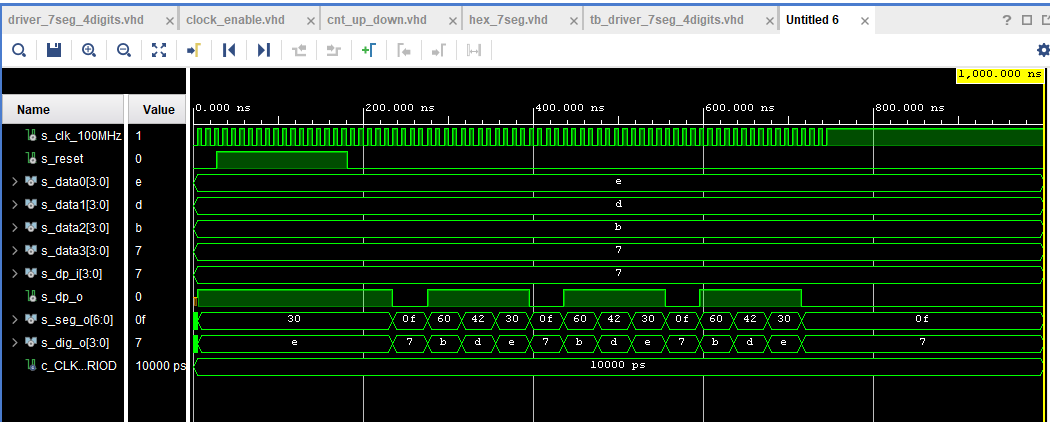 driver_7seg_4digits.vhd × clock_enable.vhd × cnt_up_down.vhd × hex_7seg.vhd × tb_driver_7seg_4digits.vhd × Untitled 6 × ?
1,000.000 ns
Name Value 0.000 ns 200.000 ns 400.000 ns 600.000 ns 800.000 ns
s_clk_100MHz 1
s_reset 0
s_data0[3:0] e e
s_data1[3:0] d d
s_data2[3:0] b b
s_data3[3:0] 7 7
s_dp_i[3:0] 7 7
s_dp_o 0
s_seg_o[6:0] 0f 30 0f 60 42 30 0f 60 42 30 0f 60 42 30 0f
s_dig_o[3:0] 7 e 7 b d e 7 b d e 7 b d e 7
c_CLK...RIOD 10000 ps 10000 ps